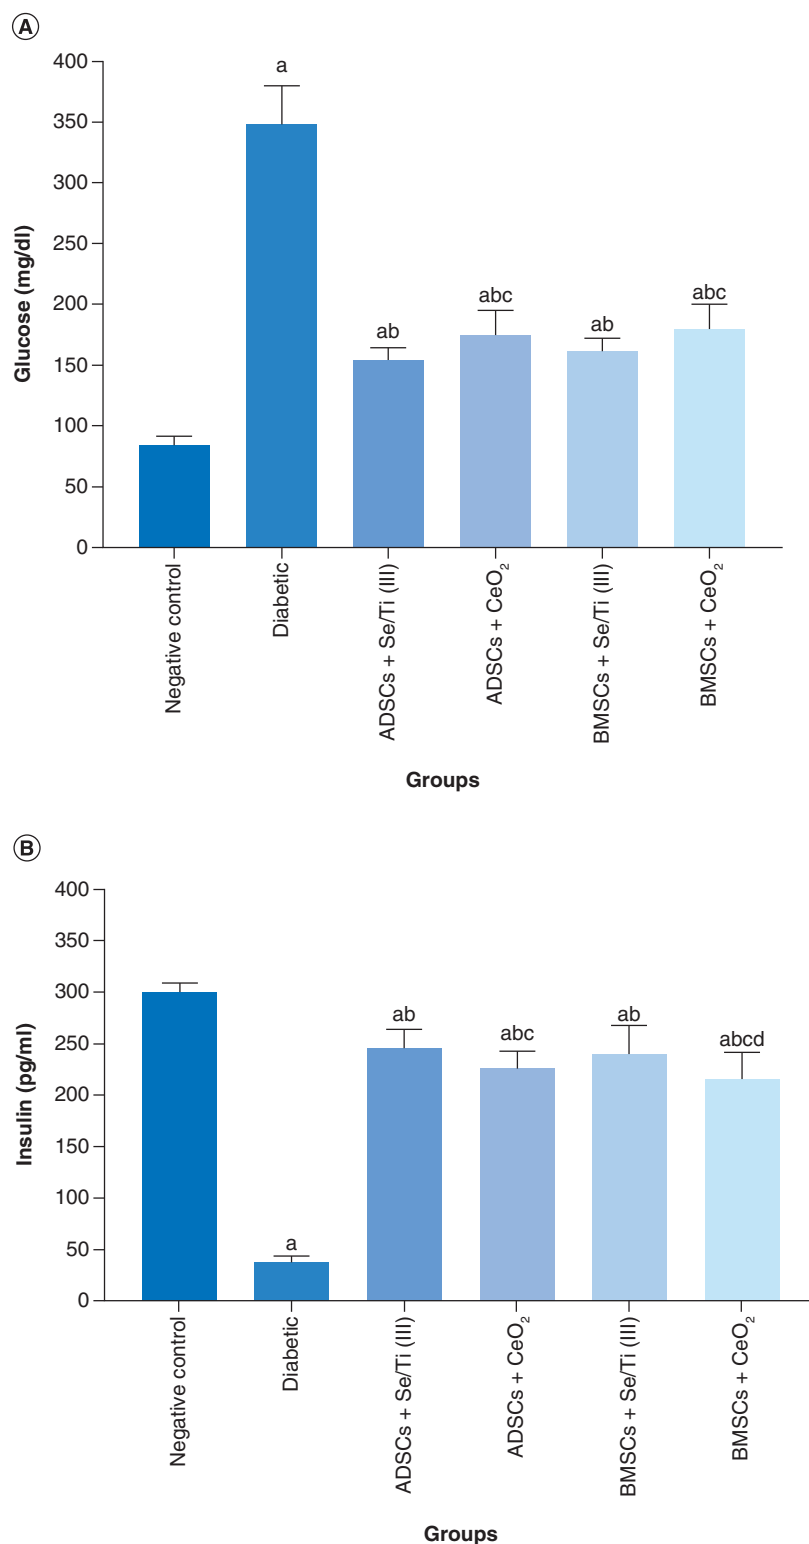 A
400
350
300
250
200
150
100
50
0
Glucose (mg/dl)
a
ab
abc
ab
abc
Negative control
Diabetic
ADSCs + Se/Ti (III)
ADSCs + CeO₂
BMSCs + Se/Ti (III)
BMSCs + CeO₂
Groups
B
400
350
300
250
200
150
100
50
0
Insulin (pg/ml)
a
ab
abc
ab
abcd
Negative control
Diabetic
ADSCs + Se/Ti (III)
ADSCs + CeO₂
BMSCs + Se/Ti (III)
BMSCs + CeO₂
Groups